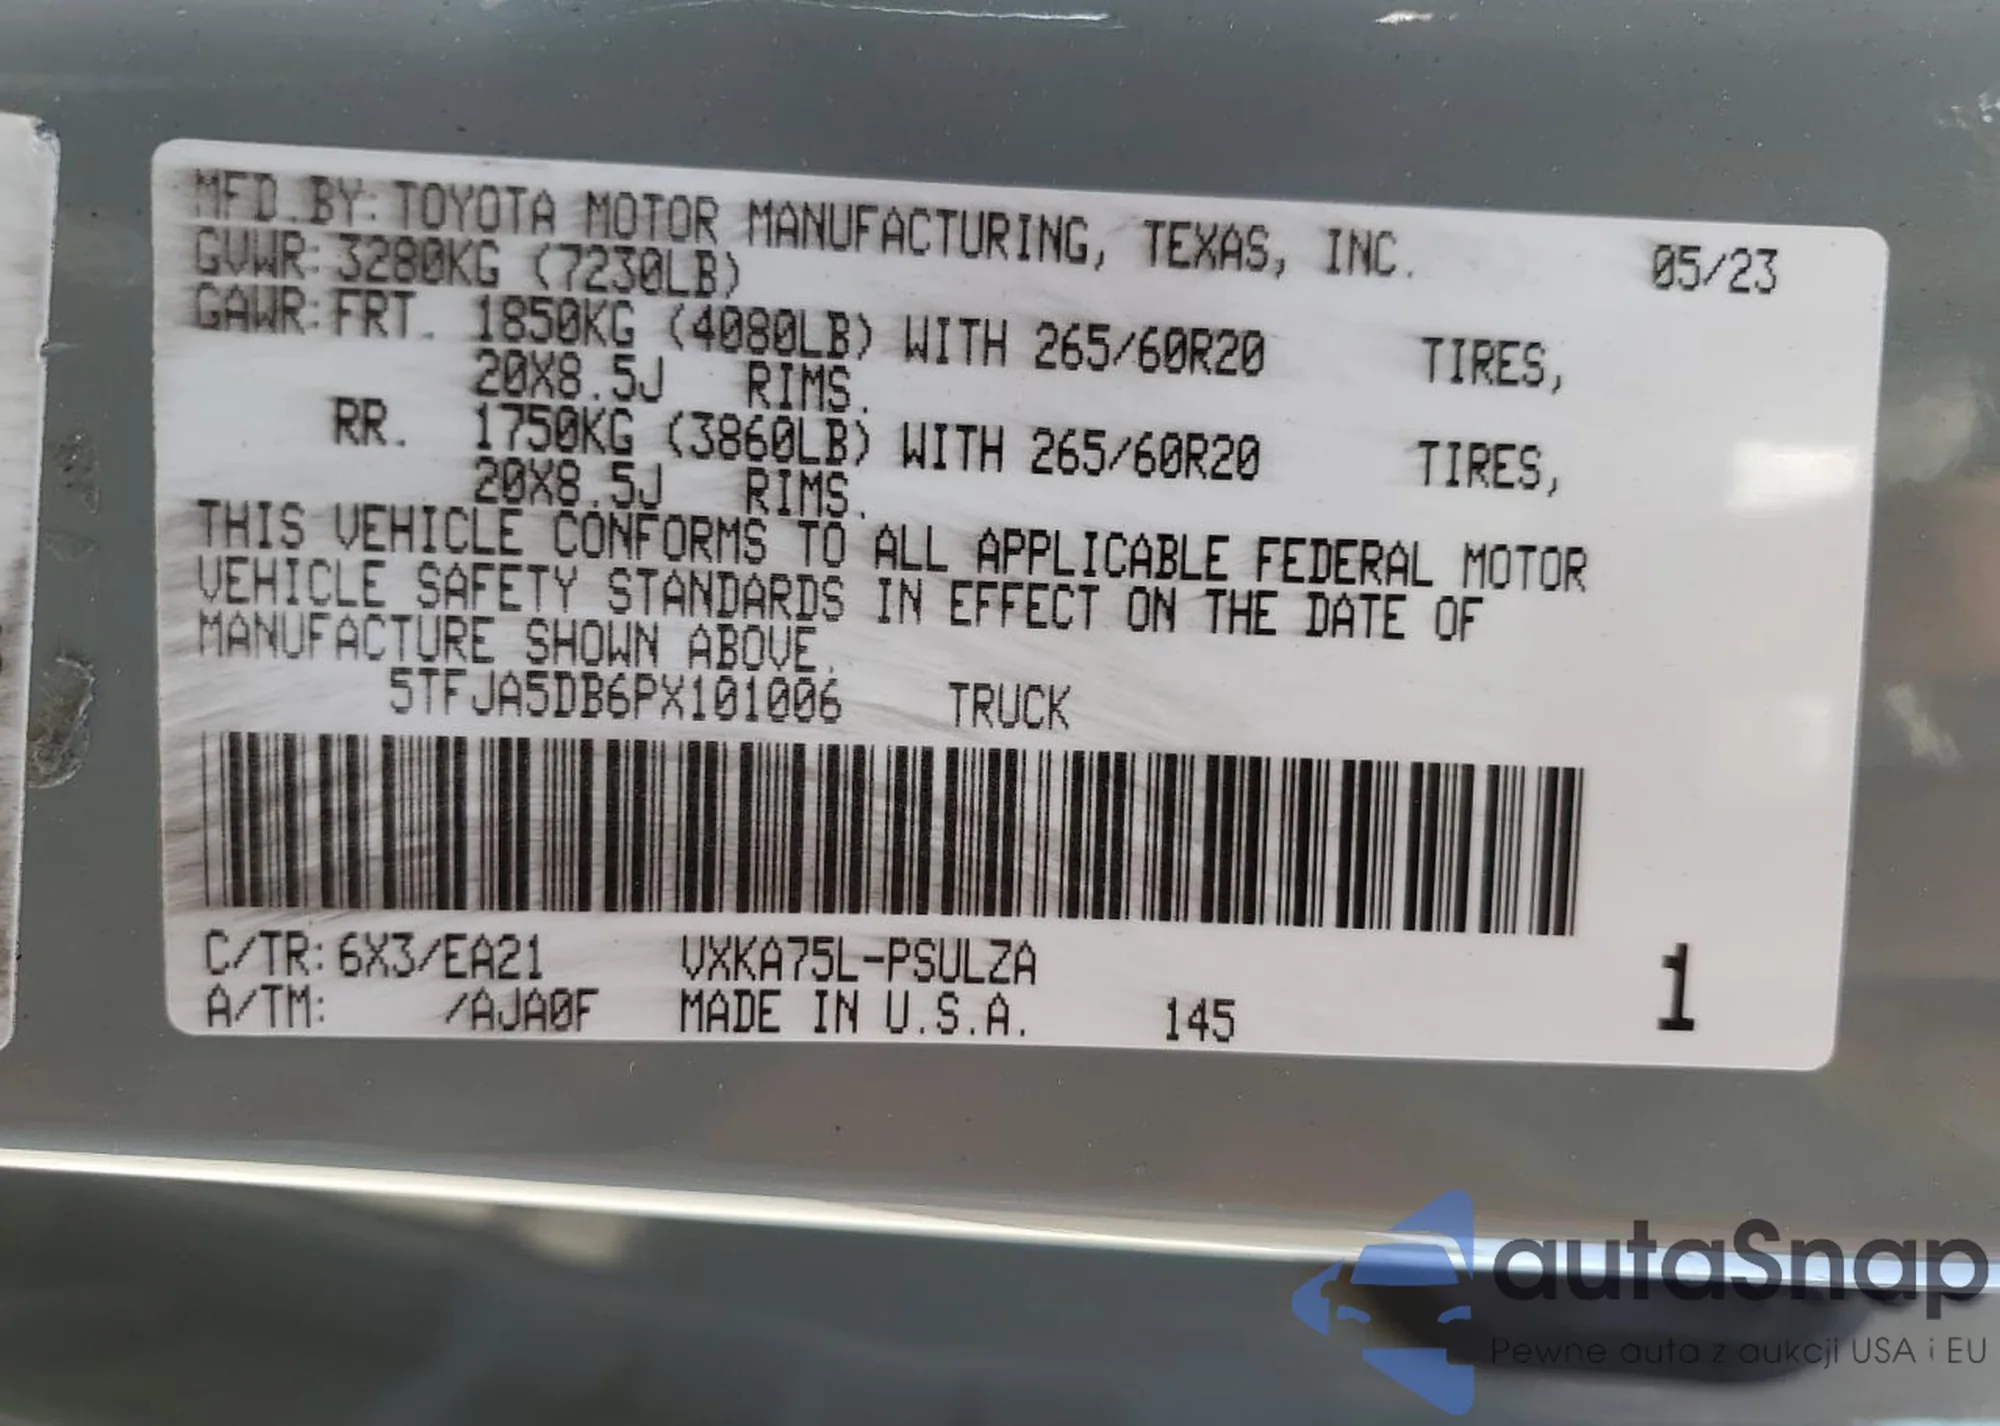 MFD.BY: TOYOTA MOTOR MANUFACTURING, TEXAS, INC. 05/23
GVWR: 3280KG (7230LB)
GAWR: FRT. 1850KG (4080LB) WITH 265/60R20 TIRES,
20X8.5J RIMS.
RR. 1750KG (3860LB) WITH 265/60R20 TIRES,
20X8.5J RIMS.
THIS VEHICLE CONFORMS TO ALL APPLICABLE FEDERAL MOTOR
VEHICLE SAFETY STANDARDS IN EFFECT ON THE DATE OF
MANUFACTURE SHOWN ABOVE.
5TFJA5DB6PX101006 TRUCK
C/TR: 6X3/EA21 VXKA75L-PSULZA 1
A/TM: /AJA0F MADE IN U.S.A. 145
autaSnap
Pewne auta z aukcji USA i EU